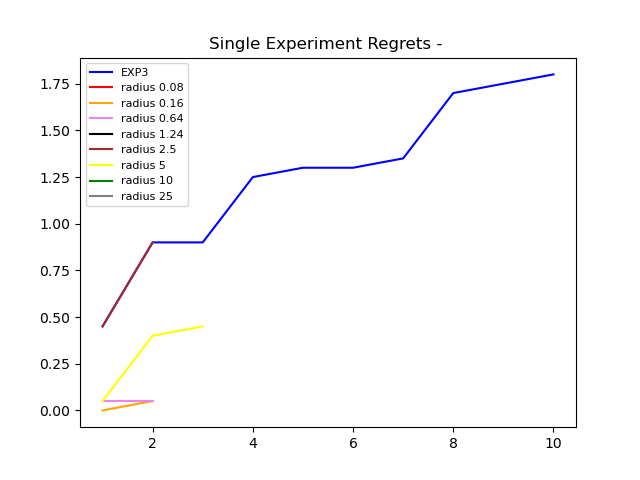 Single Experiment Regrets -
EXP3
radius 0.08
radius 0.16
radius 0.64
radius 1.24
radius 2.5
radius 5
radius 10
radius 25
1.75
1.50
1.25
1.00
0.75
0.50
0.25
0.00
2 4 6 8 10